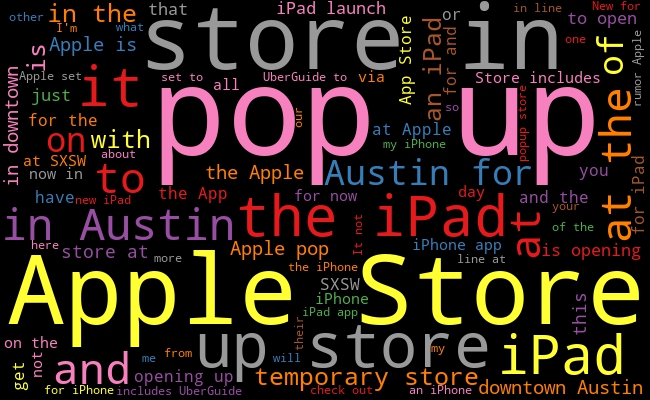 other
in the
that
iPad launch
or
in line
New for
I'm
what
to open
Apple is
store in
App Store
an iPad
for and
one
of
rumor Apple
is
in downtown
Apple set
it
set to
UberGuide to
via
Store includes
all
just
pop up
our
popup store
so
for the
on
with
at Apple
my iPhone
at the
about
at SXSW
now in
to
the Apple
Austin for
you
for iPad
have
new iPad
the App
for now
day
and the
your
in Austin
the iPad
at
It not
of the
here
store at
more
Apple pop
iPhone app
line at
is opening
the iPhone
Apple Store
SXSW
iPhone
iPad app
this
on the
not
up store
their
my
iPad
get
and
me
from
will
opening up
temporary store
for iPhone
includes UberGuide
check out
an iPhone
downtown Austin